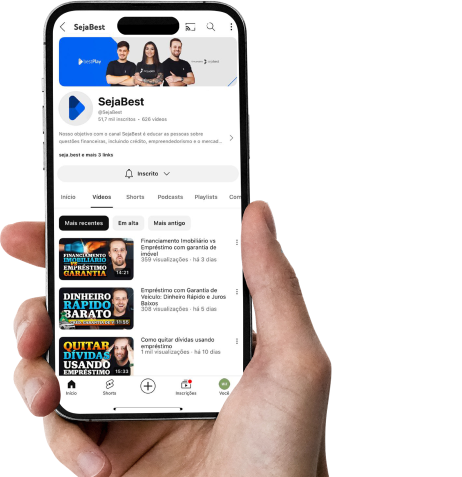 SejaBest
bestPlay
SejaBest
@SejaBest
51,7 mil inscritos • 626 vídeos
Nosso objetivo com o canal SejaBest é educar as pessoas sobre
questões financeiras, incluindo crédito, empreendedorismo e o mercad...
seja.best e mais 3 links
Inscrito
Início Vídeos Shorts Podcasts Playlists Com
Mais recentes Em alta Mais antigo
FINANCIAMENTO
IMOBILIÁRIO
EMPRÉSTIMO
GARANTIA
14:21
Financiamento Imobiliário vs
Empréstimo com garantia de
imóvel
359 visualizações · há 3 dias
DINHEIRO
RÁPIDO
BARATO
11:50
Empréstimo com Garantia de
Veículo: Dinheiro Rápido e Juros
Baixos
308 visualizações · há 5 dias
QUITAR
DÍVIDAS
USANDO
EMPRÉSTIMO
15:33
Como quitar dívidas usando
empréstimo
1 mil visualizações · há 10 dias
Início Shorts Inscrições Você